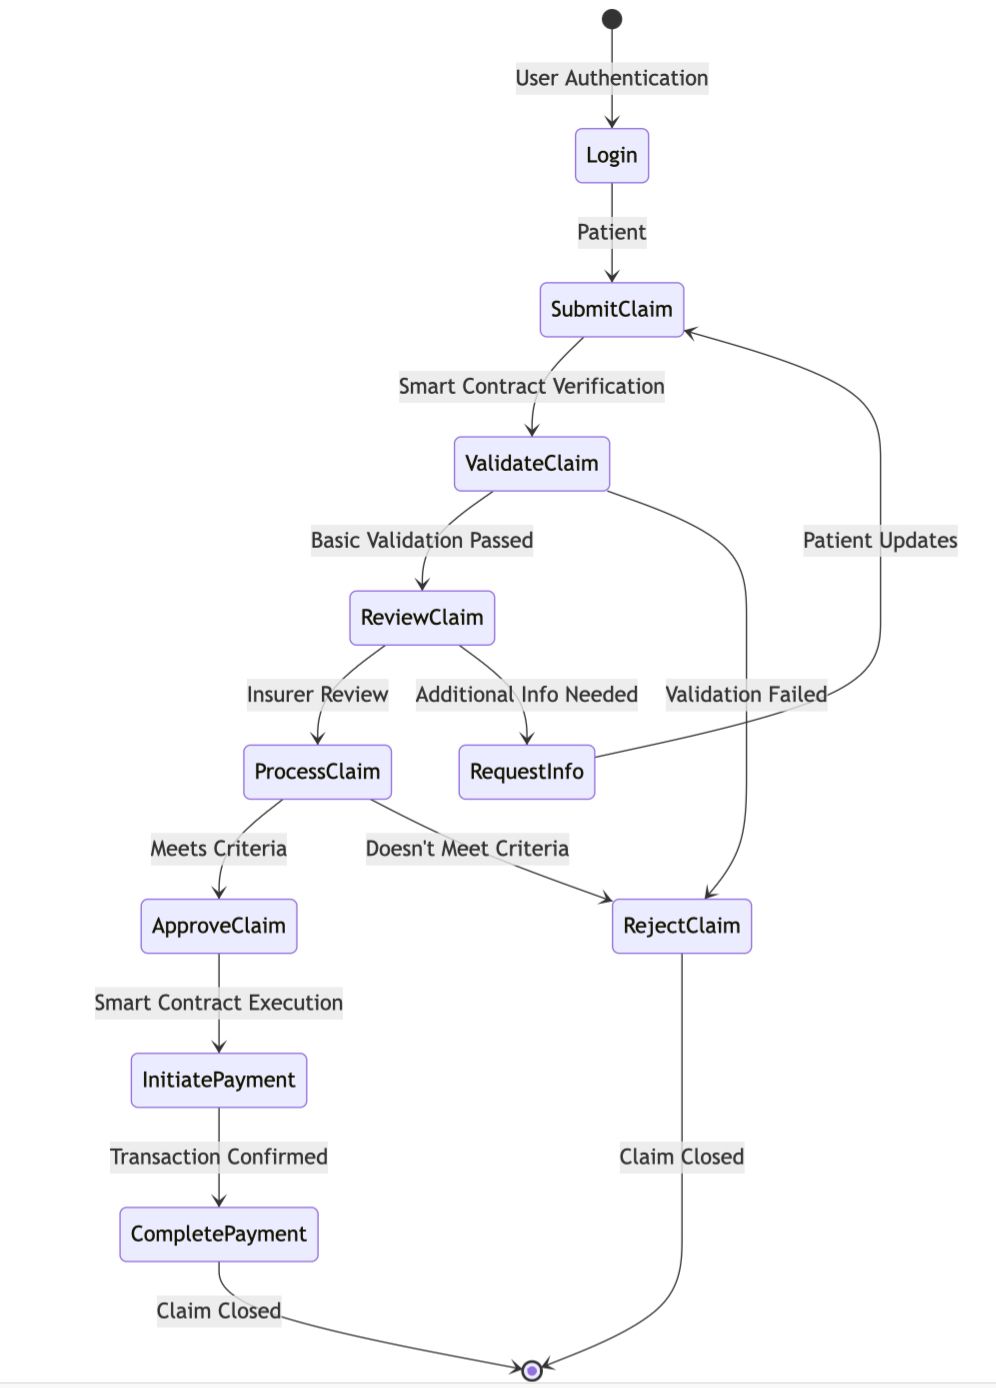 User Authentication
Login
Patient
SubmitClaim
Smart Contract Verification
ValidateClaim
Basic Validation Passed
Patient Updates
ReviewClaim
Insurer Review
Additional Info Needed
Validation Failed
ProcessClaim
RequestInfo
Meets Criteria
Doesn't Meet Criteria
ApproveClaim
RejectClaim
Smart Contract Execution
InitiatePayment
Transaction Confirmed
Claim Closed
CompletePayment
Claim Closed